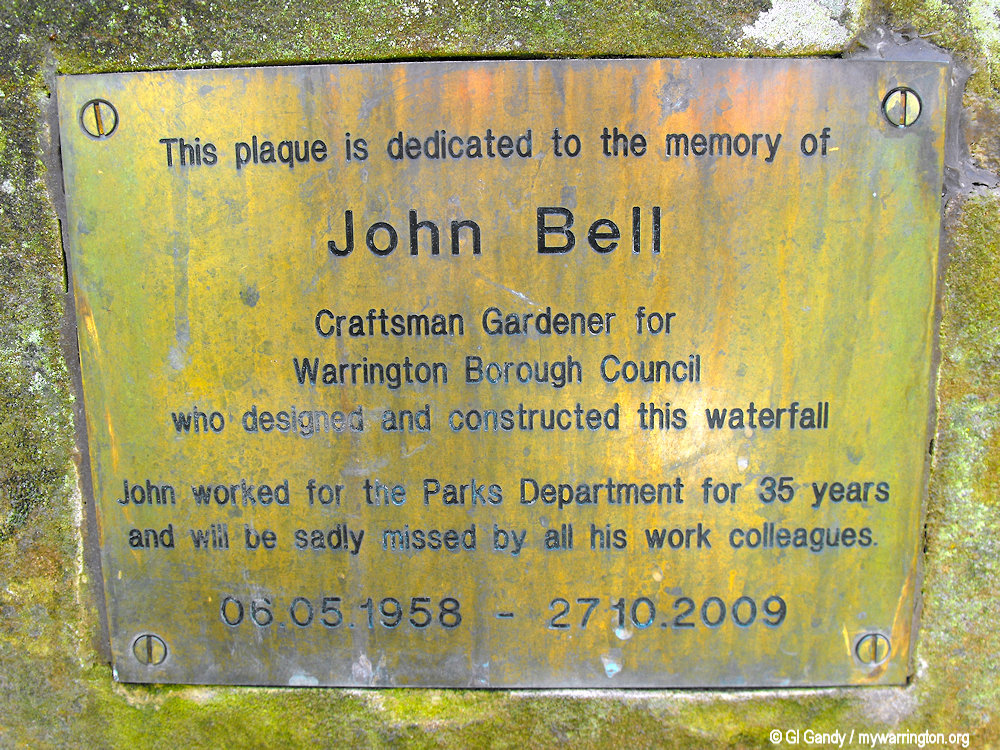 This plaque is dedicated to the memory of
John Bell
Craftsman Gardener for
Warrington Borough Council
who designed and constructed this waterfall
John worked for the Parks Department for 35 years
and will be sadly missed by all his work colleagues.
06.05.1958 - 27.10.2009
© GI Gandy / mywarrington.org